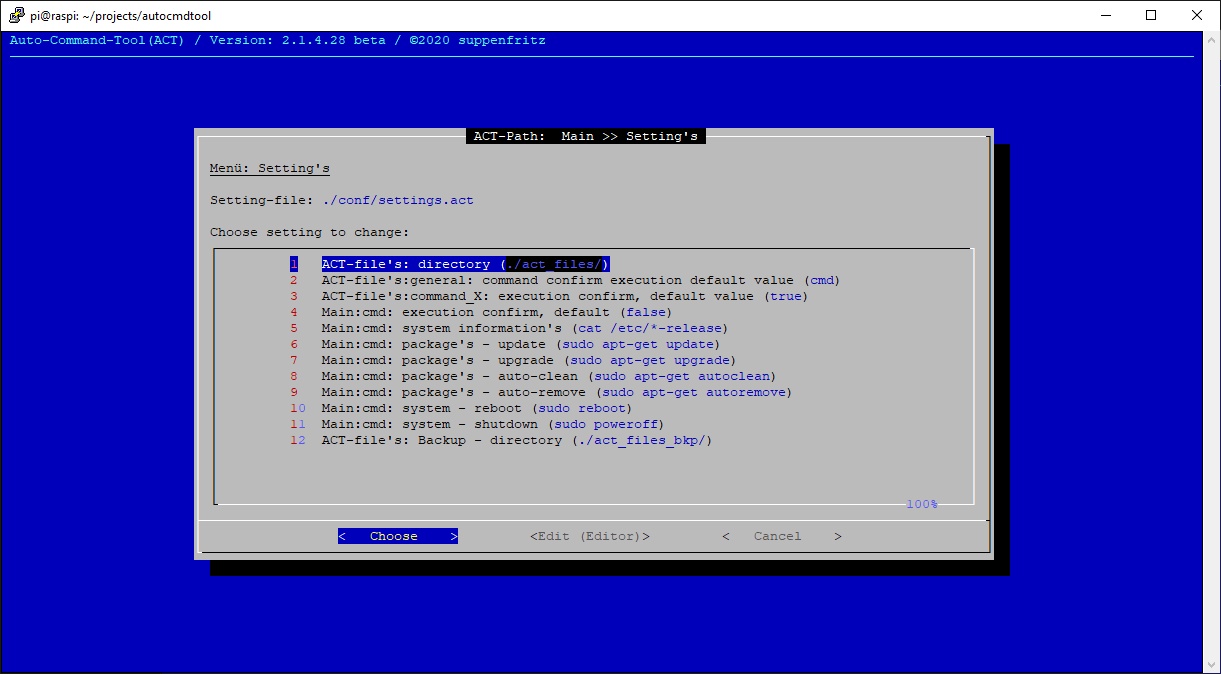 pi@raspi: ~/projects/autocmdtool
Auto-Command-Tool(ACT) / Version: 2.1.4.28 beta / ©2020 suppenfritz
ACT-Path:  Main >> Setting's
Menü: Setting's
Setting-file: ./conf/settings.act
Choose setting to change:
1 ACT-file's: directory (./act_files/)
2 ACT-file's:general: command confirm execution default value (cmd)
3 ACT-file's:command_X: execution confirm, default value (true)
4 Main:cmd: execution confirm, default (false)
5 Main:cmd: system information's (cat /etc/*-release)
6 Main:cmd: package's - update (sudo apt-get update)
7 Main:cmd: package's - upgrade (sudo apt-get upgrade)
8 Main:cmd: package's - auto-clean (sudo apt-get autoclean)
9 Main:cmd: package's - auto-remove (sudo apt-get autoremove)
10 Main:cmd: system - reboot (sudo reboot)
11 Main:cmd: system - shutdown (sudo poweroff)
12 ACT-file's: Backup - directory (./act_files_bkp/)
100%
< Choose > <Edit (Editor)> < Cancel >